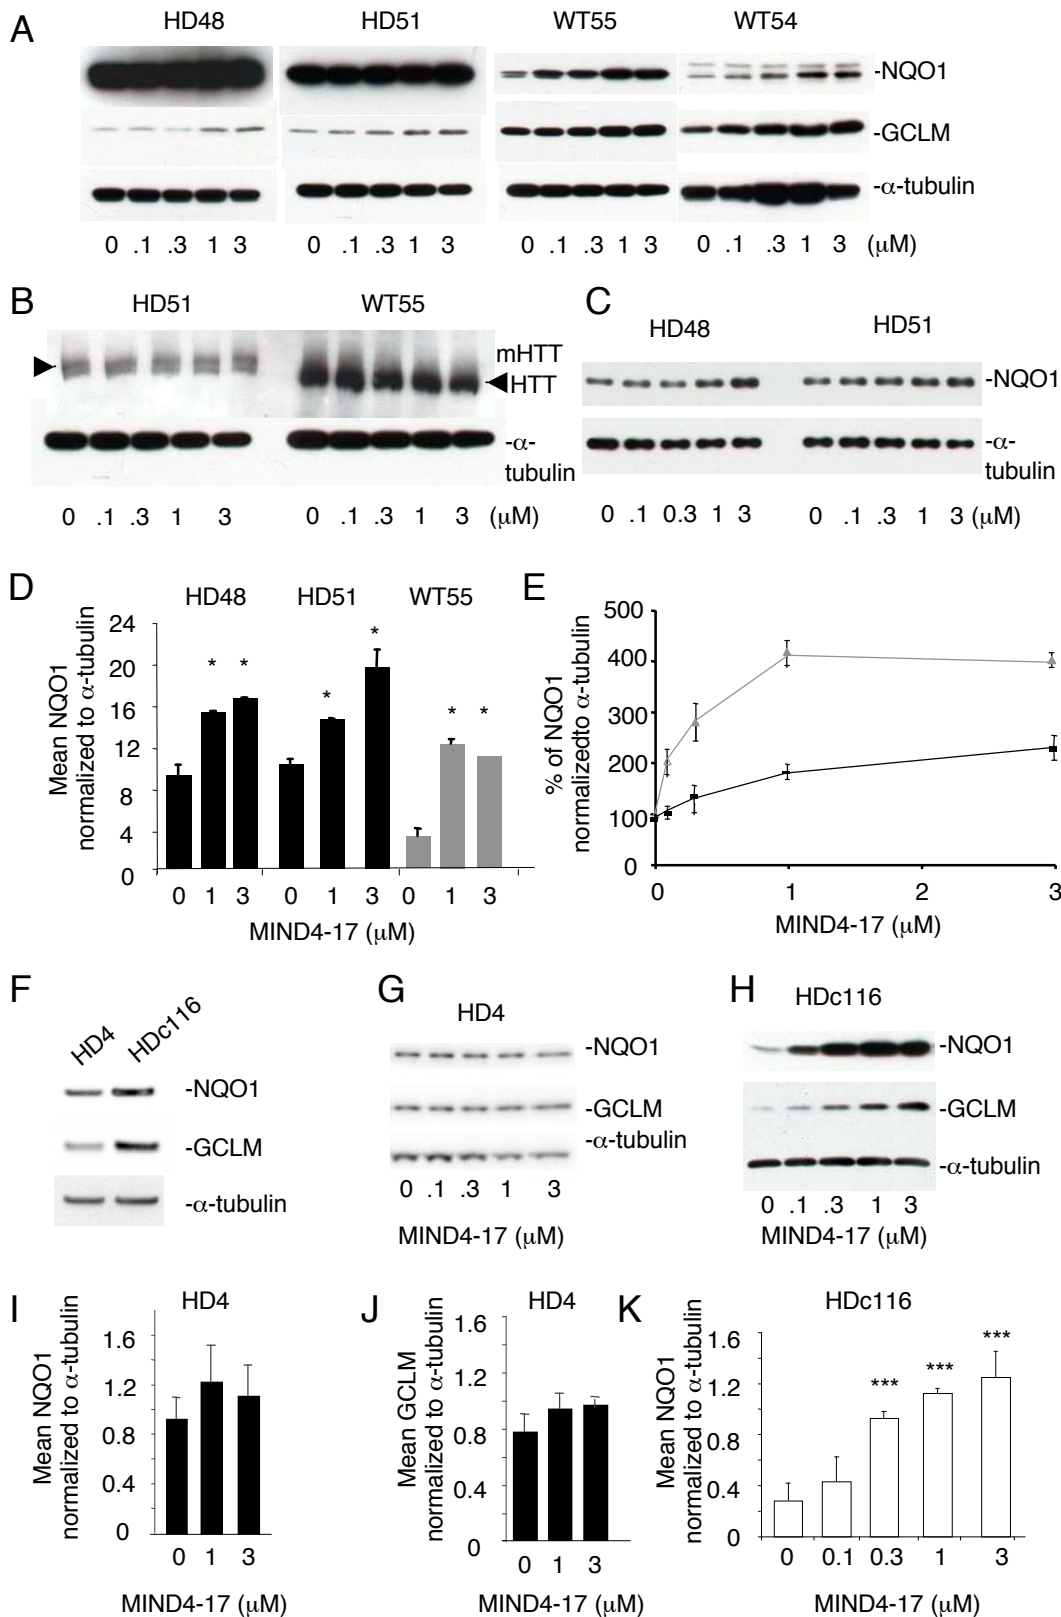 A
HD48 HD51 WT55 WT54
-NQO1
-GCLM
-α-tubulin
0 .1 .3 1 3 0 .1 .3 1 3 0 .1 .3 1 3 0 .1 .3 1 3 (μM)
B
HD51 WT55
mHTT
HTT
-α-
tubulin
0 .1 .3 1 3 0 .1 .3 1 3 (μM)
C
HD48 HD51
-NQO1
-α-
tubulin
0 .1 0.3 1 3 0 .1 .3 1 3 (μM)
D
HD48 HD51 WT55
Mean NQO1
normalized to α-tubulin
24
20
16
12
8
4
0
* * * * * *
0 1 3 0 1 3 0 1 3
MIND4-17 (μM)
E
% of NQO1
normalizedto α-tubulin
500
400
300
200
100
0
0 1 2 3
MIND4-17 (μM)
F
HD4 HDc116
-NQO1
-GCLM
-α-tubulin
G
HD4
-NQO1
-GCLM
-α-tubulin
0 .1 .3 1 3
MIND4-17 (μM)
H
HDc116
-NQO1
-GCLM
-α-tubulin
0 .1 .3 1 3
MIND4-17 (μM)
I
HD4
Mean NQO1
normalized to α-tubulin
1.6
1.2
0.8
0.4
0
0 1 3
MIND4-17 (μM)
J
HD4
Mean GCLM
normalized to α-tubulin
1.6
1.2
0.8
0.4
0
0 1 3
MIND4-17 (μM)
K
HDc116
Mean NQO1
normalized to α-tubulin
1.6
1.2
0.8
0.4
0
*** *** ***
0 0.1 0.3 1 3
MIND4-17 (μM)